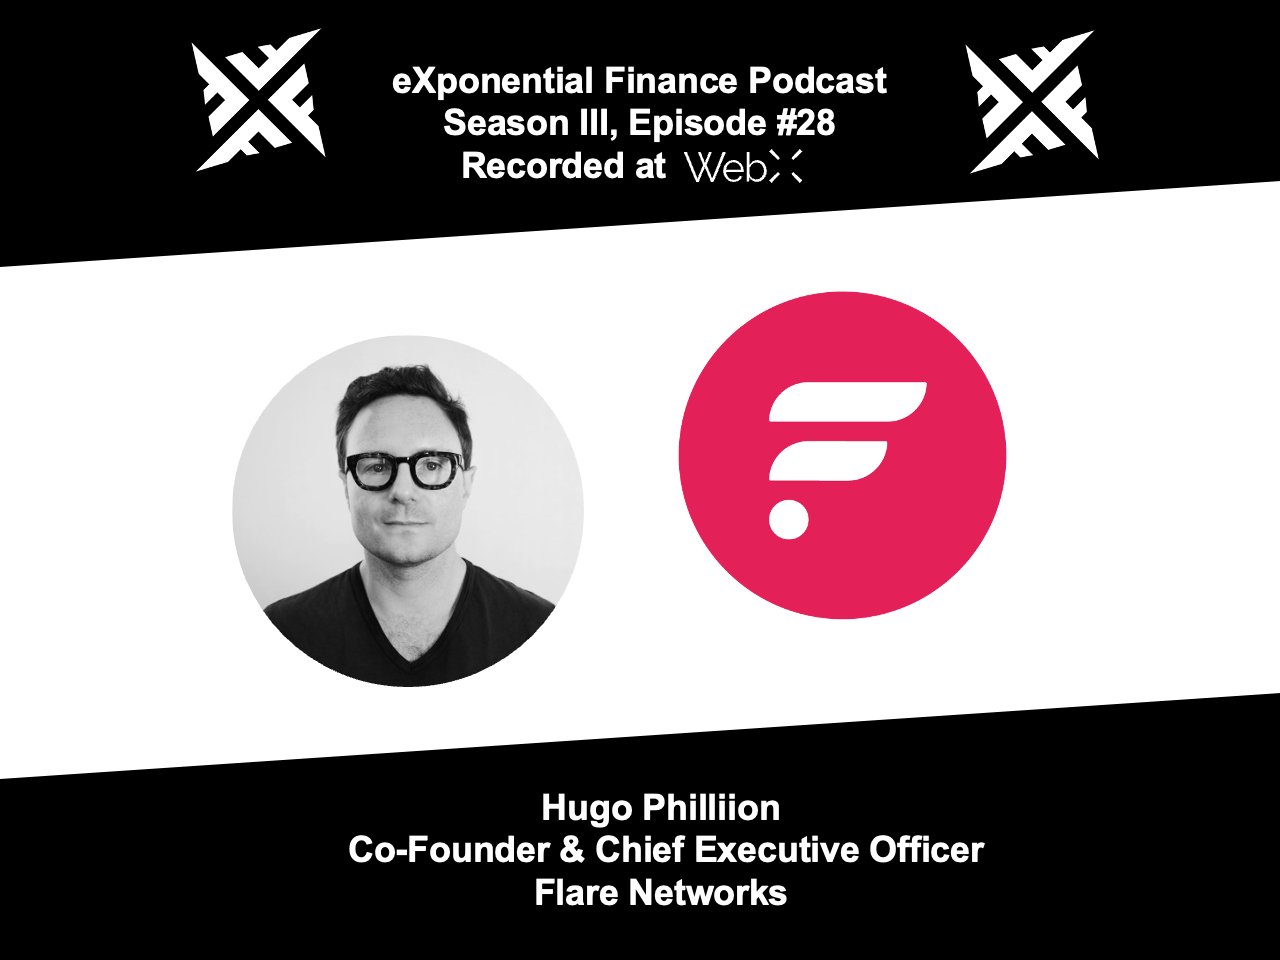 eXponential Finance Podcast
Season III, Episode #28
Recorded at WebX
Hugo Philliion
Co-Founder & Chief Executive Officer
Flare Networks